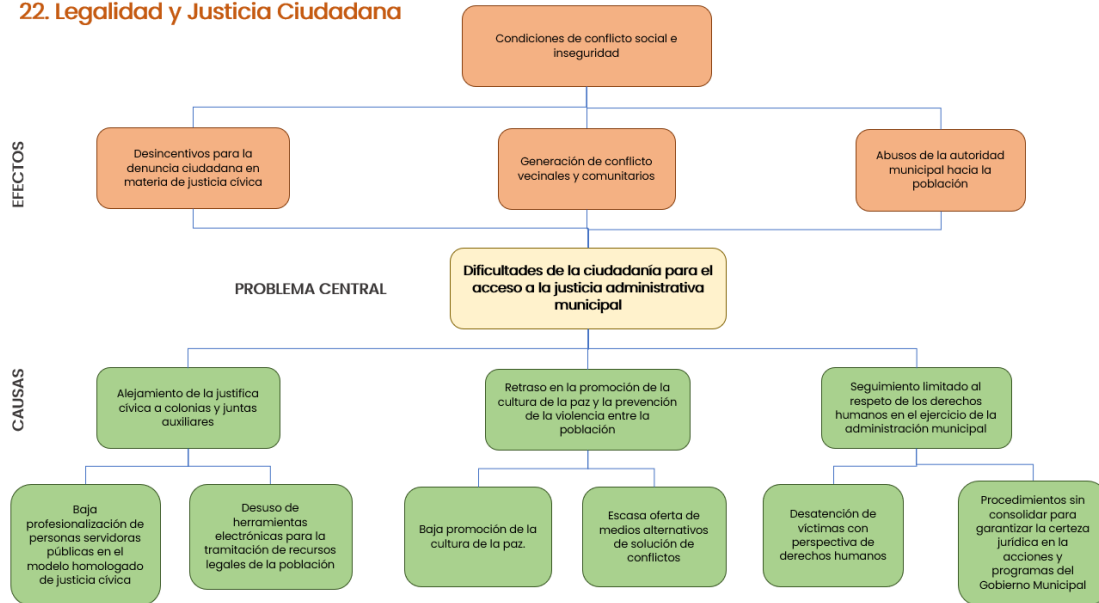 22. Legalidad y Justicia Ciudadana
Condiciones de conflicto social e
inseguridad
EFECTOS
Desincentivos para la
denuncia ciudadana en
materia de justicia cívica
Generación de conflicto
vecinales y comunitarios
Abusos de la autoridad
municipal hacia la
población
PROBLEMA CENTRAL
Dificultades de la ciudadanía para el
acceso a la justicia administrativa
municipal
CAUSAS
Alejamiento de la justifica
cívica a colonias y juntas
auxiliares
Retraso en la promoción de la
cultura de la paz y la prevención
de la violencia entre la
población
Seguimiento limitado al
respeto de los derechos
humanos en el ejercicio de la
administración municipal
Baja
profesionalización de
personas servidoras
públicas en el
modelo homologado
de justicia cívica
Desuso de
herramientas
electrónicas para la
tramitación de recursos
legales de la población
Baja promoción de la
cultura de la paz.
Escasa oferta de
medios alternativos
de solución de
conflictos
Desatención de
víctimas con
perspectiva de
derechos humanos
Procedimientos sin
consolidar para
garantizar la certeza
jurídica en la
acciones y
programas del
Gobierno Municipal